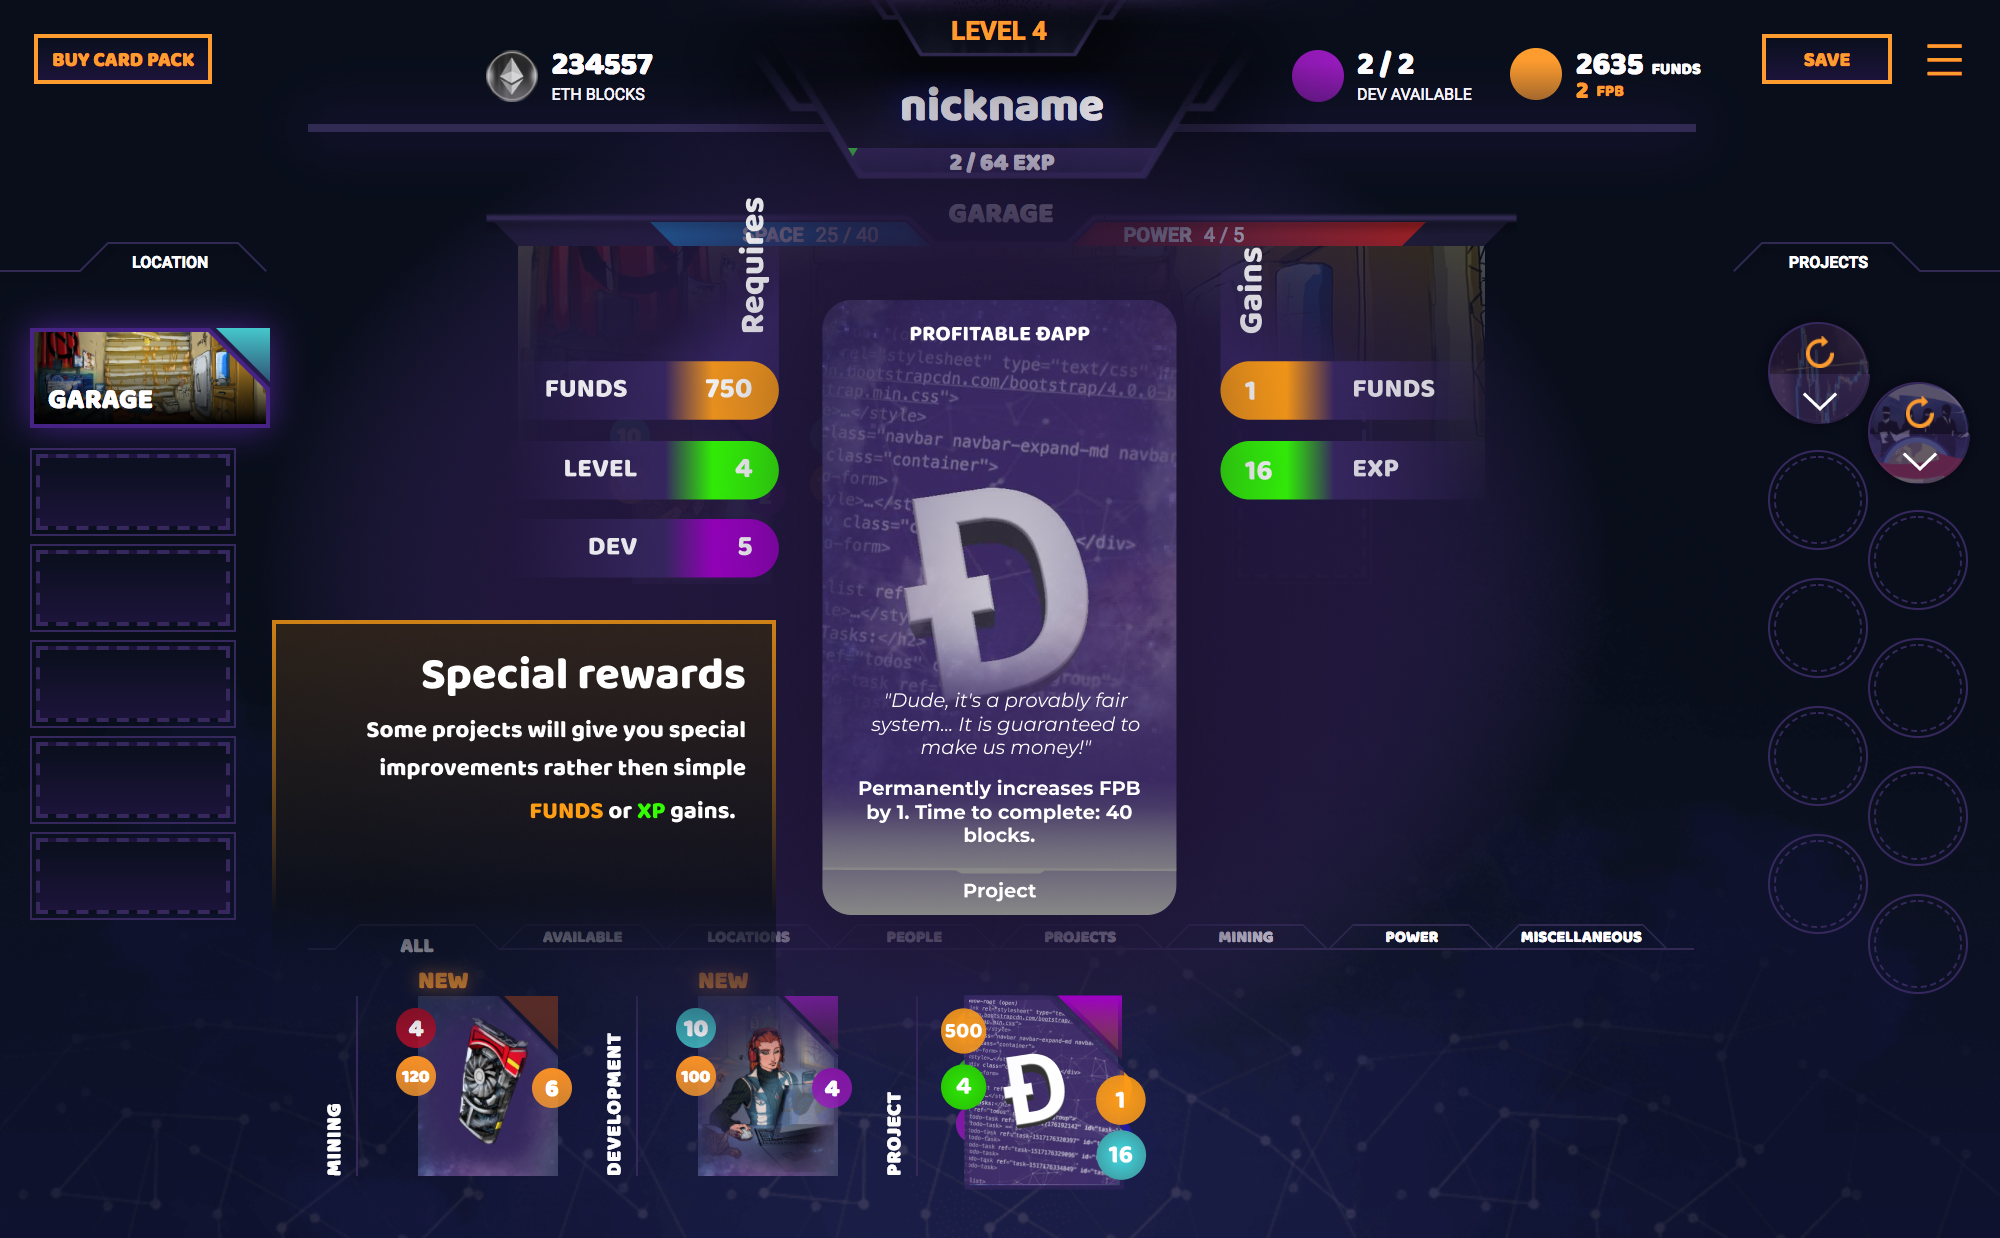 LEVEL 4
BUY CARD PACK
234557
ETH BLOCKS
nickname
2 / 64 EXP
2 / 2
DEV AVAILABLE
2635 FUNDS
2 FPB
SAVE
GARAGE
SPACE 25 / 40
POWER 4 / 5
LOCATION
PROJECTS
GARAGE
Requires
FUNDS 750
LEVEL 4
DEV 5
Gains
1 FUNDS
16 EXP
PROFITABLE ĐAPP
"Dude, it's a provably fair
system... It is guaranteed to
make us money!"
Permanently increases FPB
by 1. Time to complete: 40
blocks.
Project
Special rewards
Some projects will give you special
improvements rather then simple
FUNDS or XP gains.
ALL
AVAILABLE
LOCATIONS
PEOPLE
PROJECTS
MINING
POWER
MISCELLANEOUS
MINING
NEW
4
120
6
DEVELOPMENT
NEW
10
100
4
PROJECT
500
4
1
16